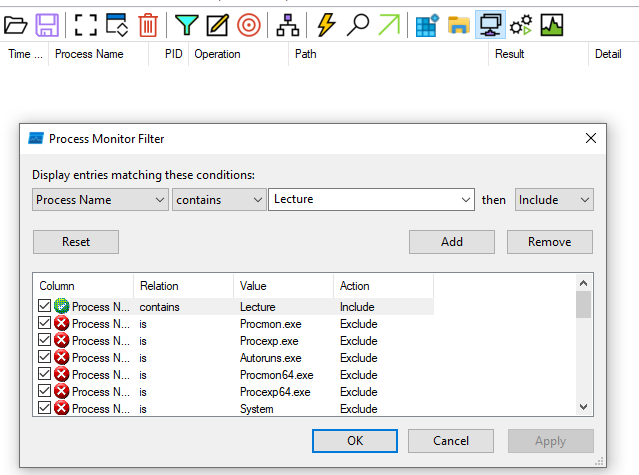 Time ... Process Name PID Operation Path Result Detail
Process Monitor Filter
Display entries matching these conditions:
Process Name contains Lecture then Include
Reset Add Remove
Column Relation Value Action
Process N... contains Lecture Include
Process N... is Procmon.exe Exclude
Process N... is Procexp.exe Exclude
Process N... is Autoruns.exe Exclude
Process N... is Procmon64.exe Exclude
Process N... is Procexp64.exe Exclude
Process N... is System Exclude
OK Cancel Apply